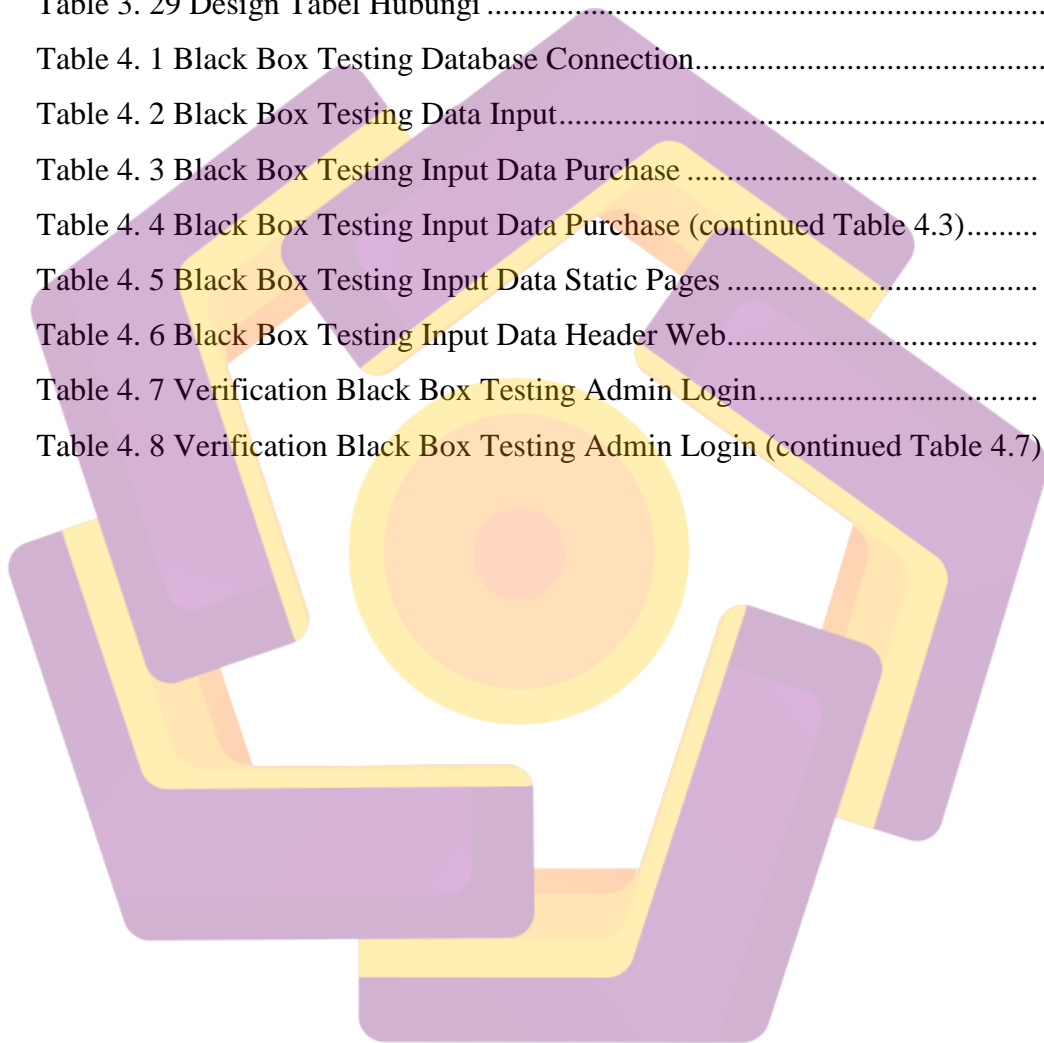 Table 3. 29 Design Tabel Hubungi ....................................................................
Table 4. 1 Black Box Testing Database Connection...........................................
Table 4. 2 Black Box Testing Data Input............................................................
Table 4. 3 Black Box Testing Input Data Purchase ...........................................
Table 4. 4 Black Box Testing Input Data Purchase (continued Table 4.3).........
Table 4. 5 Black Box Testing Input Data Static Pages ......................................
Table 4. 6 Black Box Testing Input Data Header Web......................................
Table 4. 7 Verification Black Box Testing Admin Login..................................
Table 4. 8 Verification Black Box Testing Admin Login (continued Table 4.7)